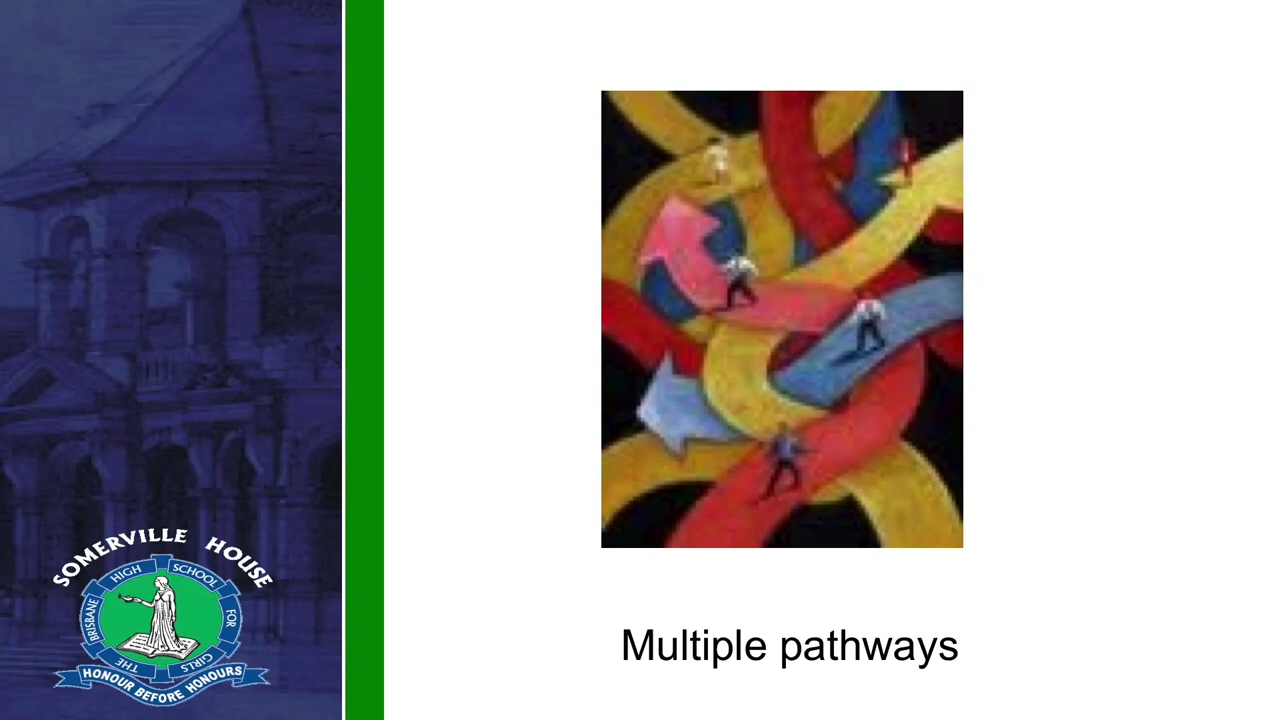 SOMERVILLE HOUSE
THE BRISBANE HIGH SCHOOL FOR GIRLS
HONOUR BEFORE HONOURS
Multiple pathways